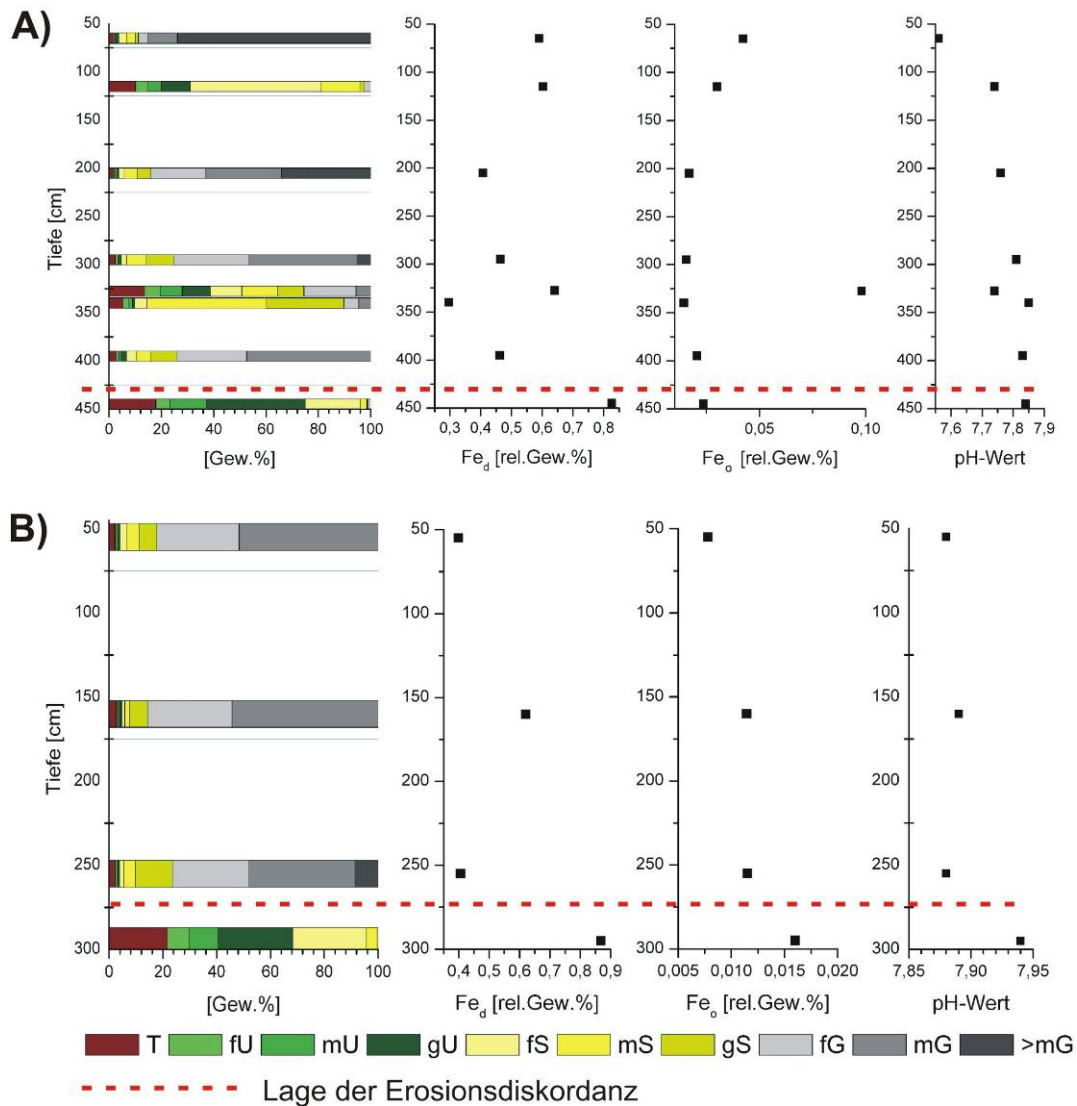 A)
50
100
150
200
250
300
350
400
450
Tiefe [cm]
0 20 40 60 80 100
[Gew.%]
50
100
150
200
250
300
350
400
450
0,3 0,4 0,5 0,6 0,7 0,8
Fed [rel.Gew.%]
50
100
150
200
250
300
350
400
450
0,05 0,10
Feo [rel.Gew.%]
50
100
150
200
250
300
350
400
450
7,6 7,7 7,8 7,9
pH-Wert
B)
50
100
150
200
250
300
Tiefe [cm]
0 20 40 60 80 100
[Gew.%]
50
100
150
200
250
300
0,4 0,5 0,6 0,7 0,8 0,9
Fed [rel.Gew.%]
50
100
150
200
250
300
0,005 0,010 0,015 0,020
Feo [rel.Gew.%]
50
100
150
200
250
300
7,85 7,90 7,95
pH-Wert
T fU mU gU fS mS gS fG mG >mG
Lage der Erosionsdiskordanz